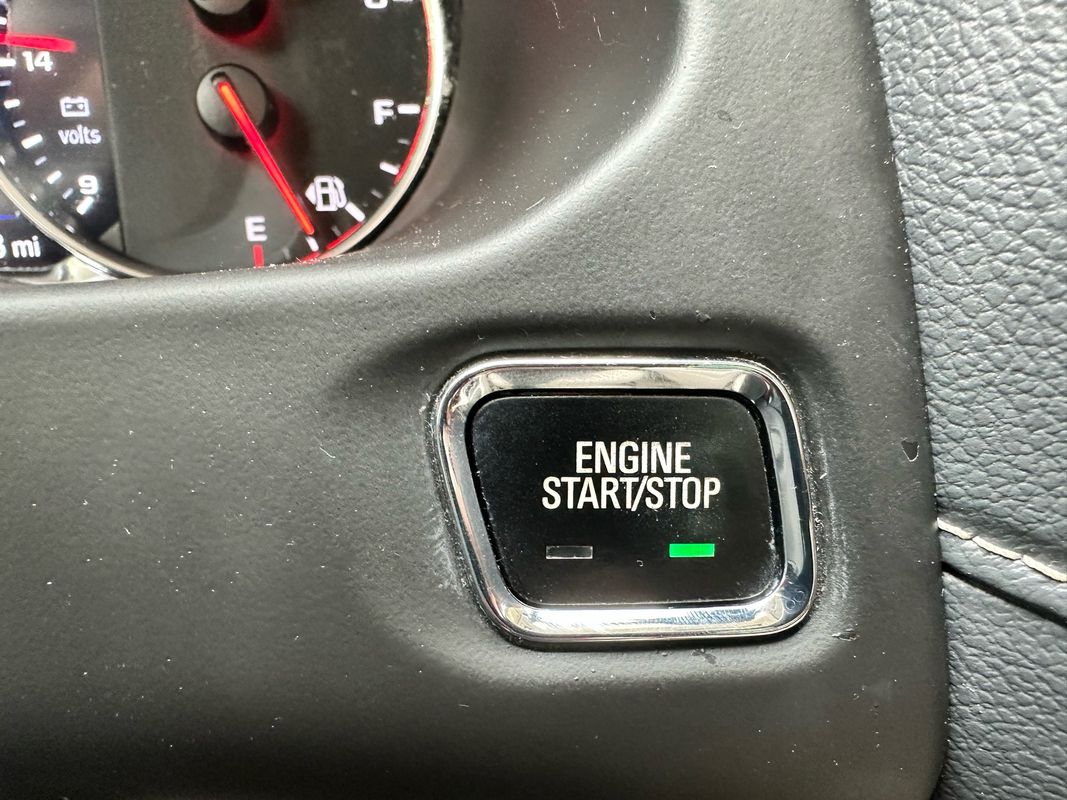 14
volts
9
mi
F
E
ENGINE
START/STOP